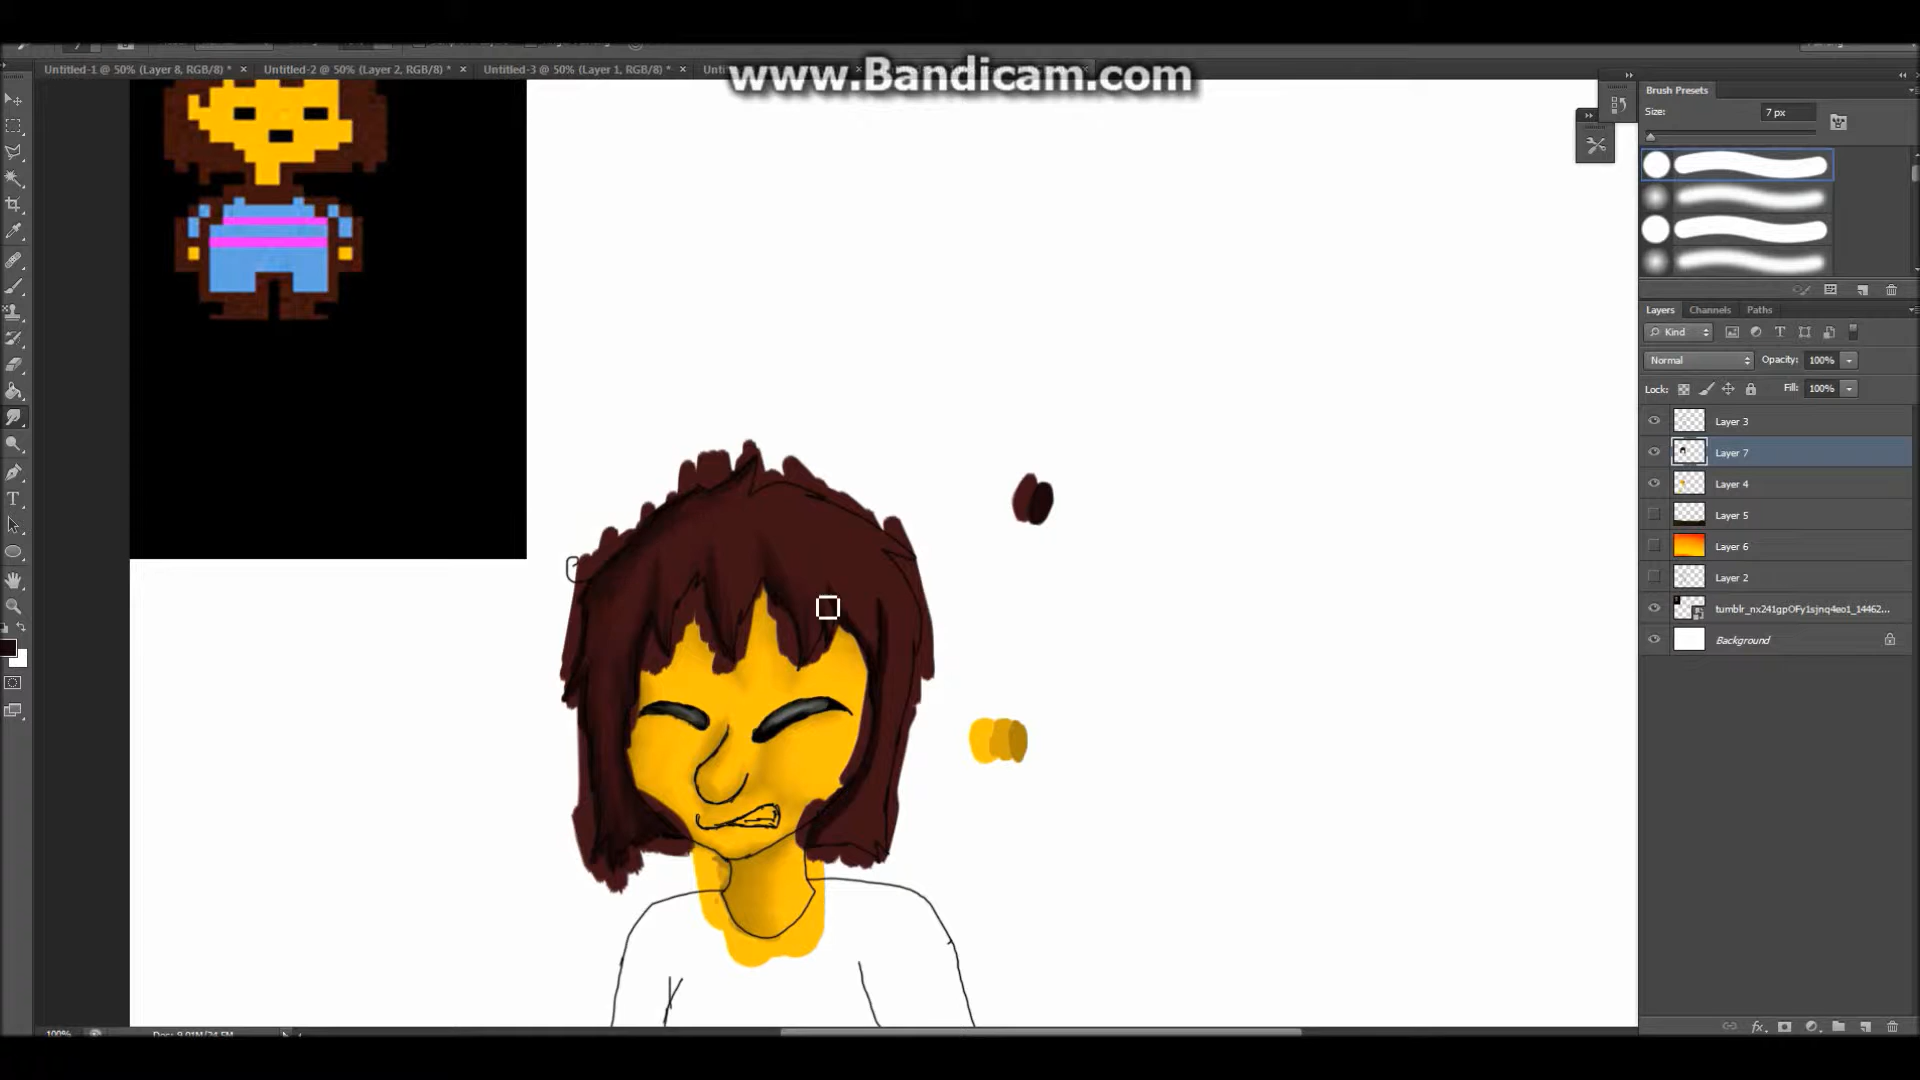 www.Bandicam.com
Untitled-1 @ 50% (Layer 8, RGB/8) * × Untitled-2 @ 50% (Layer 2, RGB/8) * × Untitled-3 @ 50% (Layer 1, RGB/8) * ×
Brush Presets
Size: 7 px
Layers Channels Paths
Kind
Normal Opacity: 100%
Lock: Fill: 100%
Layer 3
Layer 7
Layer 4
Layer 5
Layer 6
Layer 2
Background
100%